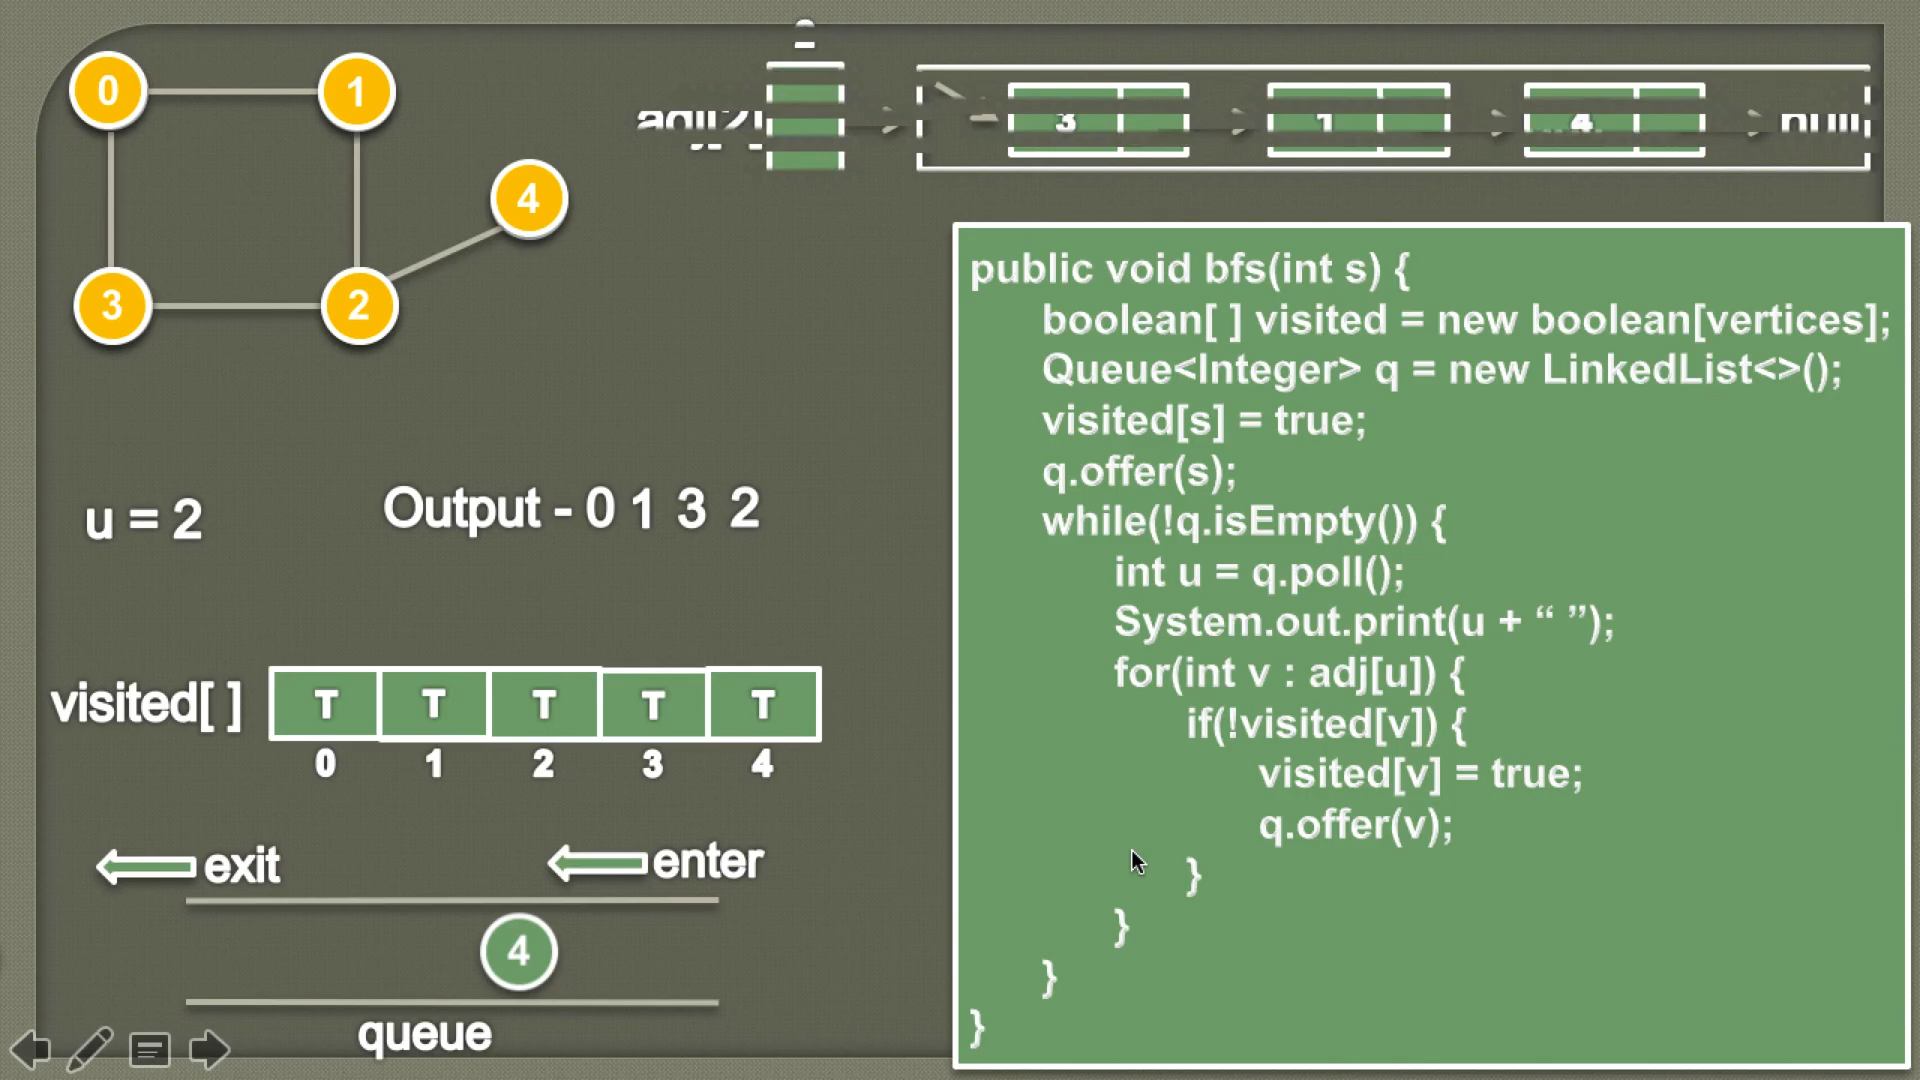 0 1
4
3 2
3 1 4
u = 2
Output - 0 1 3 2
visited[ ] T T T T T
0 1 2 3 4
exit enter
4
queue
public void bfs(int s) {
boolean[ ] visited = new boolean[vertices];
Queue<Integer> q = new LinkedList<>();
visited[s] = true;
q.offer(s);
while(!q.isEmpty()) {
int u = q.poll();
System.out.print(u + “ ”);
for(int v : adj[u]) {
if(!visited[v]) {
visited[v] = true;
q.offer(v);
}
}
}
}